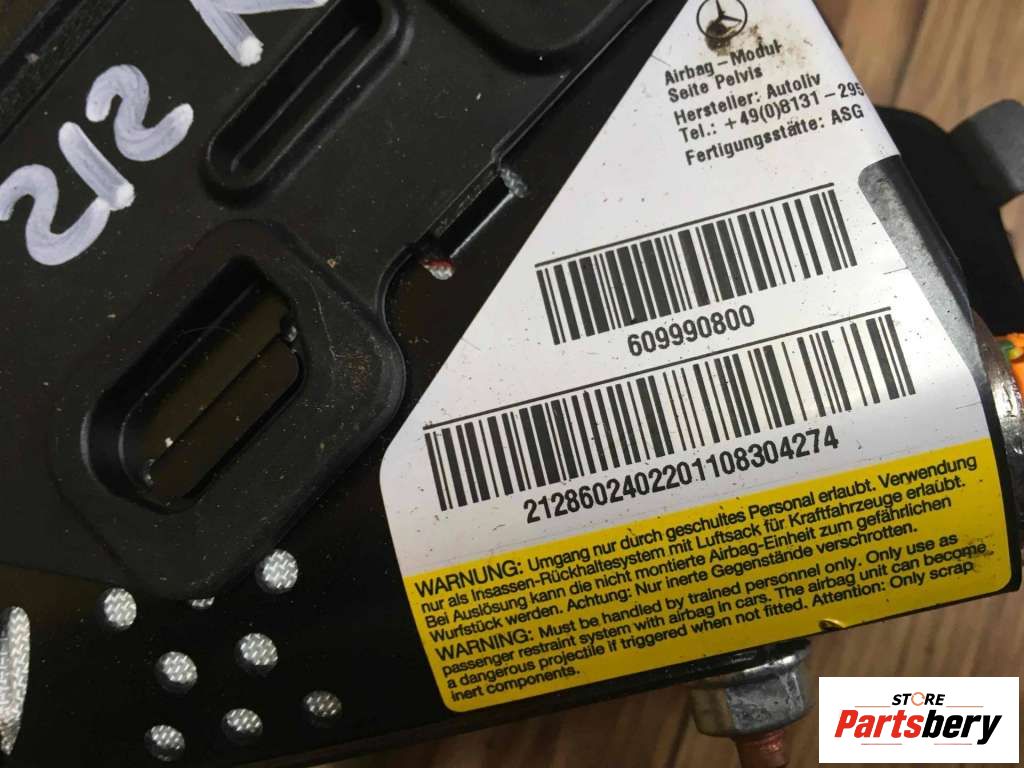 212
Airbag-Modul
Seite Pelvis
Hersteller: Autoliv
Tel.: +49(0)8131-295
Fertigungsstätte: ASG
609990800
2128602402201108304274
WARNUNG: Umgang nur durch geschultes Personal erlaubt. Verwendung
nur als Insassen-Rückhaltesystem mit Luftsack für Kraftfahrzeuge erlaubt.
Bei Auslösung kann die nicht montierte Airbag-Einheit zum gefährlichen
Wurfstück werden. Achtung: Nur inerte Gegenstände verschrotten.
WARNING: Must be handled by trained personnel only. Only use as
passenger restraint system with airbag in cars. The airbag unit can become
a dangerous projectile if triggered when not fitted. Attention: Only scrap
inert components.
STORE
Partsbery